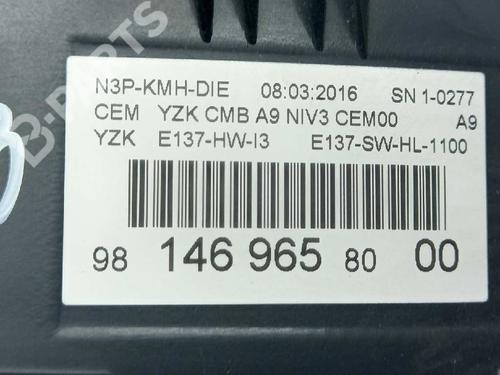 B-PARTS
N3P-KMH-DIE 08:03:2016 SN 1-0277
CEM YZK CMB A9 NIV3 CEM00 A9
YZK E137-HW-I3 E137-SW-HL-1100
98 146 965 80 00